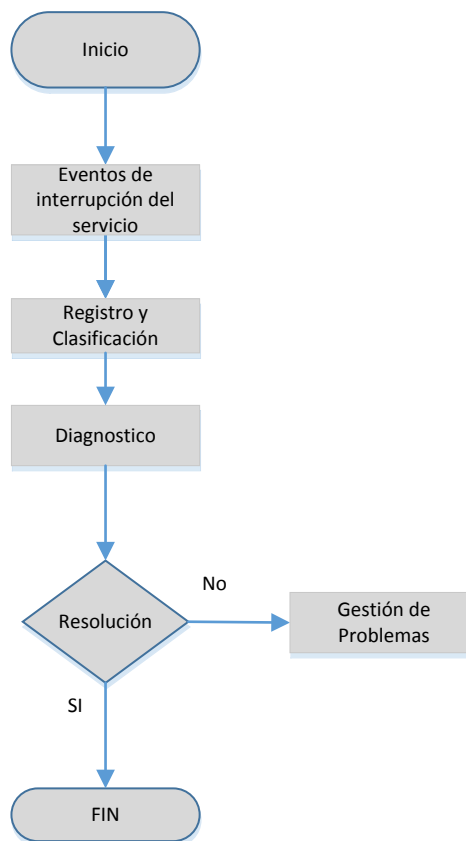 Inicio
Eventos de
interrupción del
servicio
Registro y
Clasificación
Diagnostico
Resolución
No
Gestión de
Problemas
SI
FIN